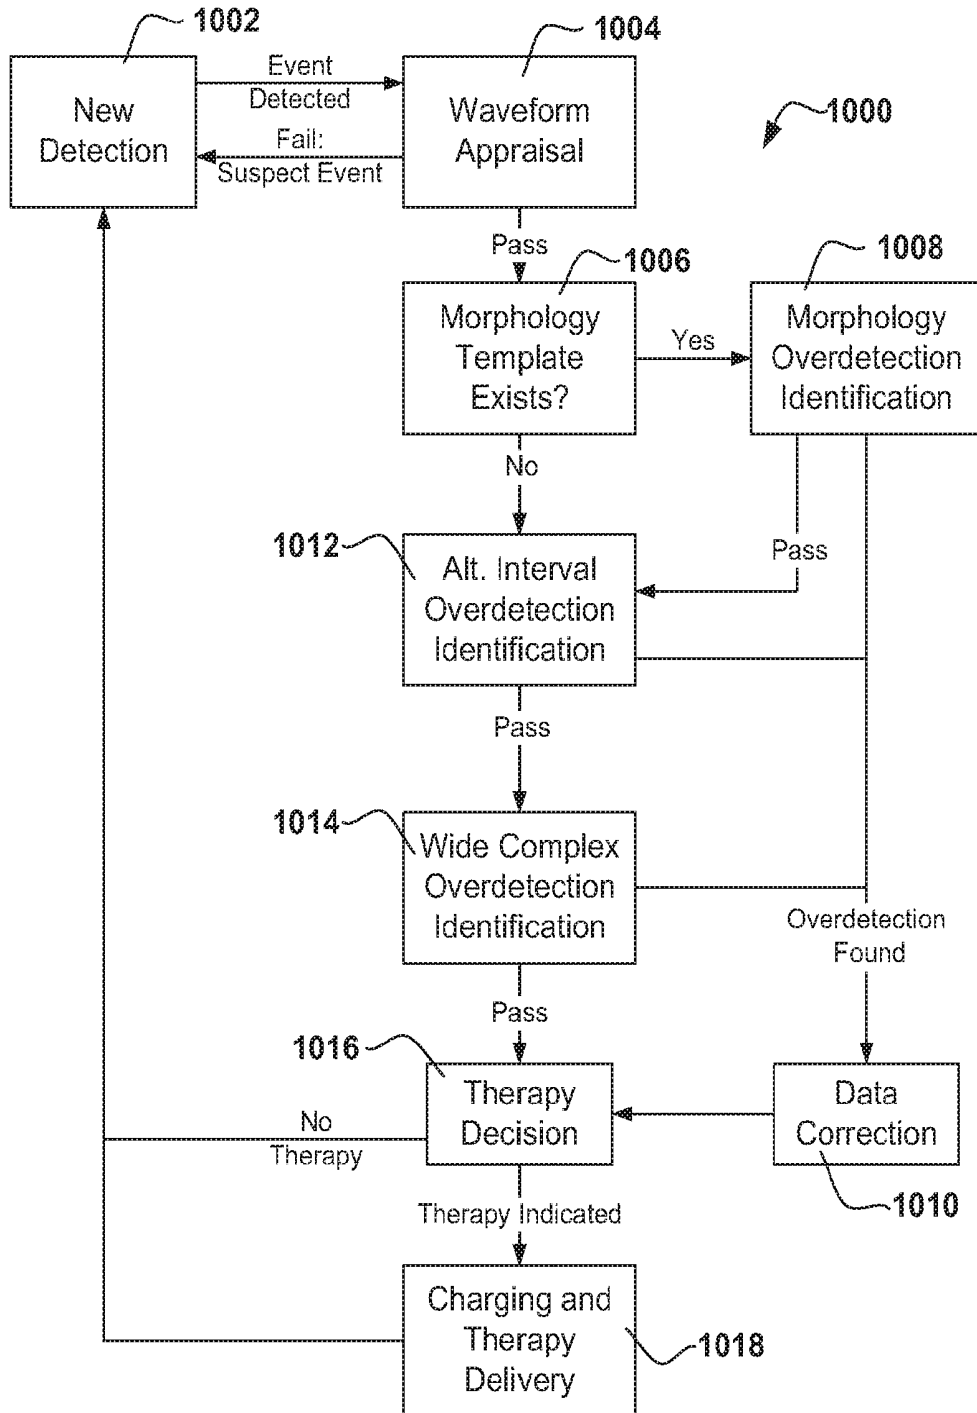 1002
1004
Event
Detected
New
Detection
Waveform
Appraisal
1000
Fail:
Suspect Event
Pass
1006
1008
Morphology
Template
Exists?
Yes
Morphology
Overdetection
Identification
No
1012
Pass
Alt. Interval
Overdetection
Identification
Pass
1014
Wide Complex
Overdetection
Identification
Overdetection
Found
Pass
1016
Therapy
Decision
Data
Correction
No
Therapy
1010
Therapy Indicated
Charging and
Therapy
Delivery
1018